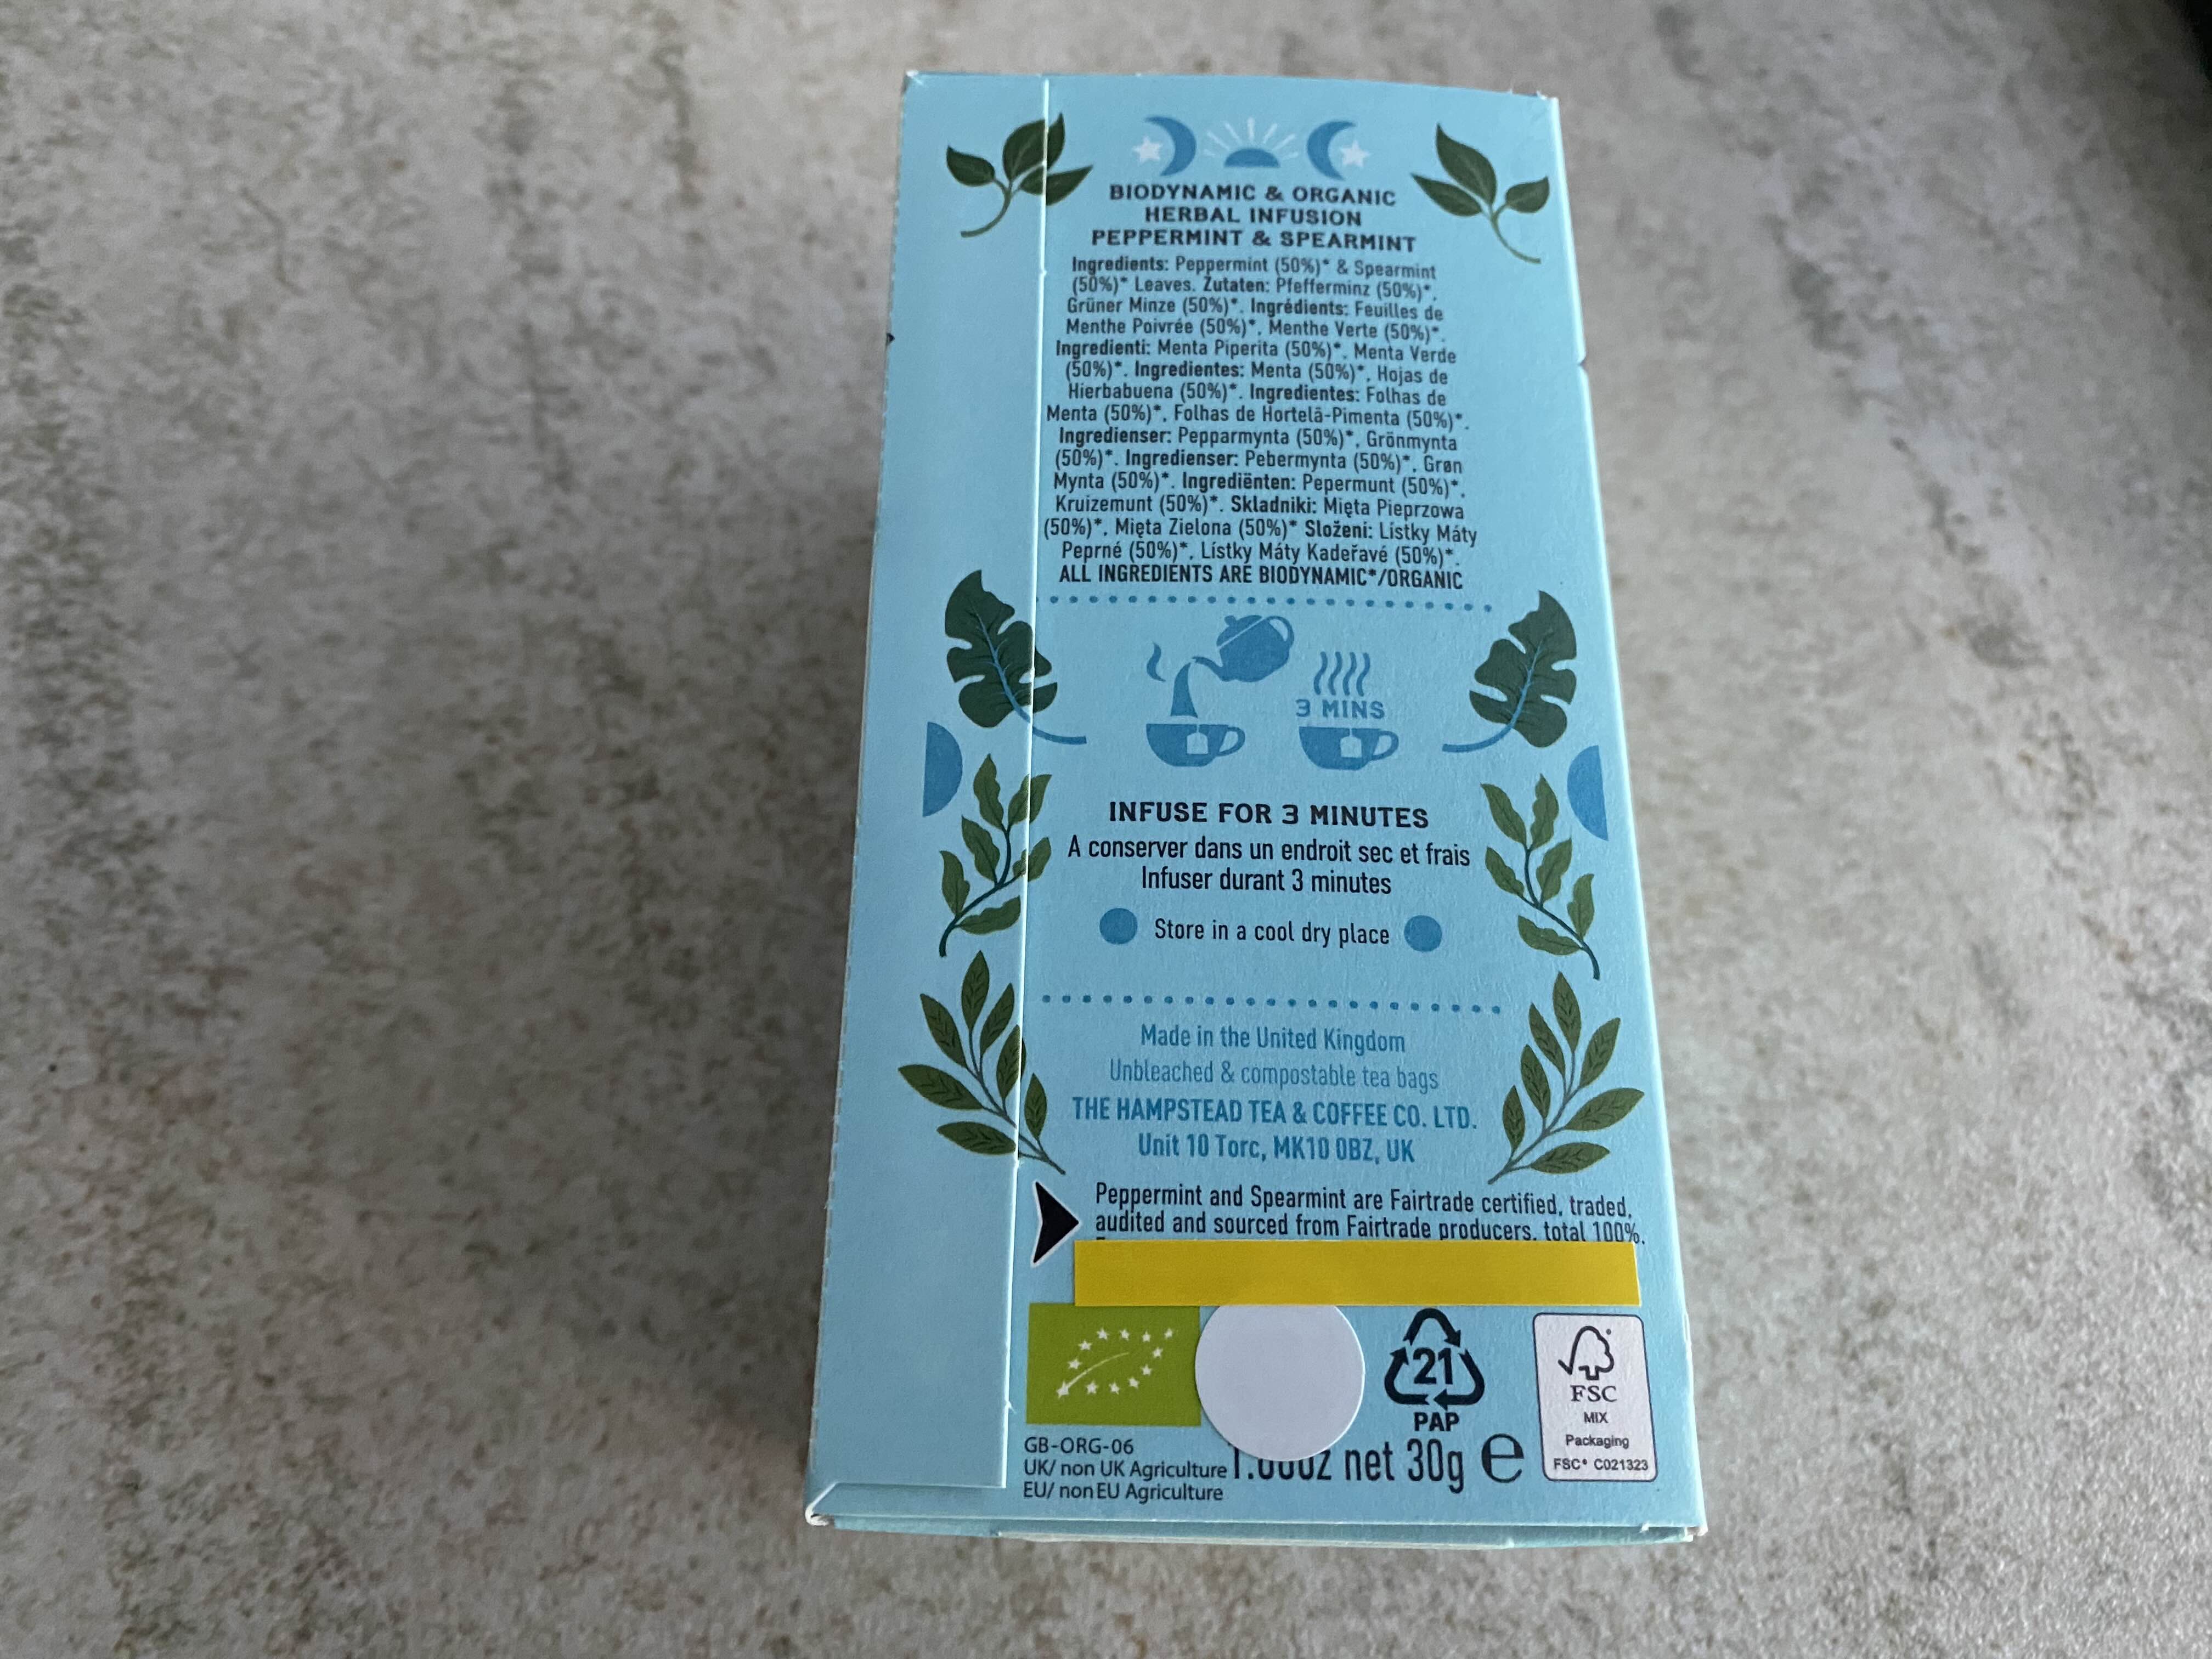 BIODYNAMIC & ORGANIC
HERBAL INFUSION
PEPPERMINT & SPEARMINT
Ingredients: Peppermint (50%)* & Spearmint
(50%)* Leaves. Zutaten: Pfefferminz (50%)*,
Grüner Minze (50%)*. Ingrédients: Feuilles de
Menthe Poivrée (50%)*, Menthe Verte (50%)*.
Ingredienti: Menta Piperita (50%)*, Menta Verde
(50%)*. Ingredientes: Menta (50%)*, Hojas de
Hierbabuena (50%)*. Ingredientes: Folhas de
Menta (50%)*, Folhas de Hortelã-Pimenta (50%)*.
Ingredienser: Pepparmynta (50%)*, Grönmynta
(50%)*. Ingredienser: Pebermynta (50%)*, Grøn
Mynta (50%)*. Ingrediënten: Pepermunt (50%)*,
Kruizemunt (50%)*. Skladniki: Mięta Pieprzowa
(50%)*, Mięta Zielona (50%)* Složeni: Lístky Máty
Peprné (50%)*, Lístky Máty Kadeřavé (50%)*.
ALL INGREDIENTS ARE BIODYNAMIC*/ORGANIC
3 MINS
INFUSE FOR 3 MINUTES
A conserver dans un endroit sec et frais
Infuser durant 3 minutes
Store in a cool dry place
Made in the United Kingdom
Unbleached & compostable tea bags
THE HAMPSTEAD TEA & COFFEE CO. LTD.
Unit 10 Torc, MK10 0BZ, UK
Peppermint and Spearmint are Fairtrade certified, traded,
audited and sourced from Fairtrade producers, total 100%.
21
PAP
FSC
MIX
Packaging
FSC® C021323
GB-ORG-06
UK/ non UK Agriculture
EU/ non EU Agriculture
net 30g e